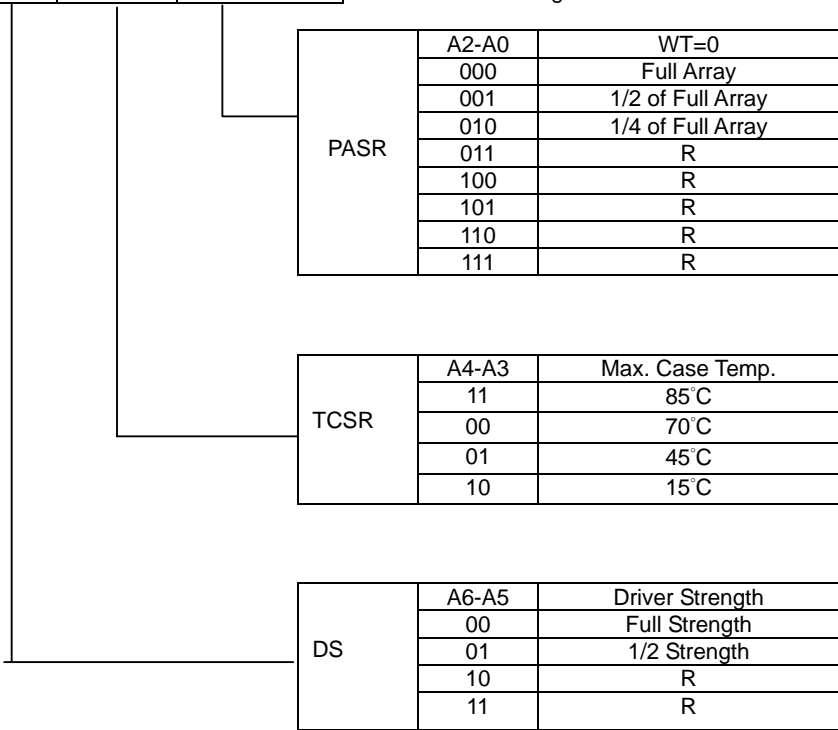 A2-A0 WT=0
000 Full Array
001 1/2 of Full Array
010 1/4 of Full Array
PASR 011 R
100 R
101 R
110 R
111 R
A4-A3 Max. Case Temp.
11 85°C
TCSR 00 70°C
01 45°C
10 15°C
A6-A5 Driver Strength
00 Full Strength
DS 01 1/2 Strength
10 R
11 R